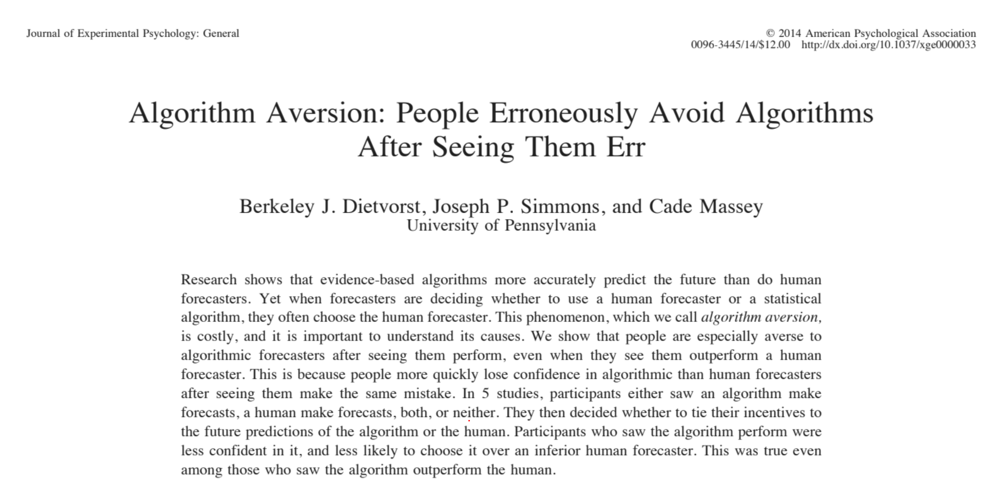 Journal of Experimental Psychology: General
© 2014 American Psychological Association
0096-3445/14/$12.00 http://dx.doi.org/10.1037/xge0000033
Algorithm Aversion: People Erroneously Avoid Algorithms
After Seeing Them Err
Berkeley J. Dietvorst, Joseph P. Simmons, and Cade Massey
University of Pennsylvania
Research shows that evidence-based algorithms more accurately predict the future than do human
forecasters. Yet when forecasters are deciding whether to use a human forecaster or a statistical
algorithm, they often choose the human forecaster. This phenomenon, which we call algorithm aversion,
is costly, and it is important to understand its causes. We show that people are especially averse to
algorithmic forecasters after seeing them perform, even when they see them outperform a human
forecaster. This is because people more quickly lose confidence in algorithmic than human forecasters
after seeing them make the same mistake. In 5 studies, participants either saw an algorithm make
forecasts, a human make forecasts, both, or neither. They then decided whether to tie their incentives to
the future predictions of the algorithm or the human. Participants who saw the algorithm perform were
less confident in it, and less likely to choose it over an inferior human forecaster. This was true even
among those who saw the algorithm outperform the human.